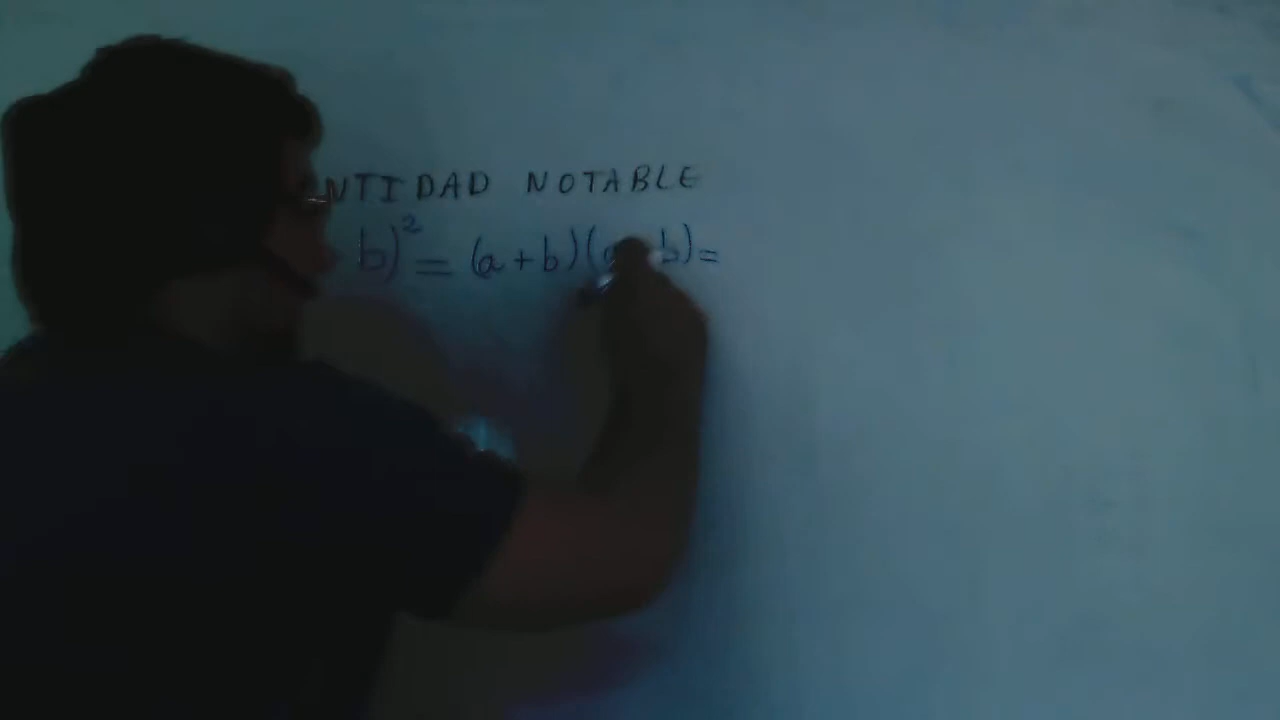 NTIDAD NOTABLE
b)² = (a+b)(a b)=